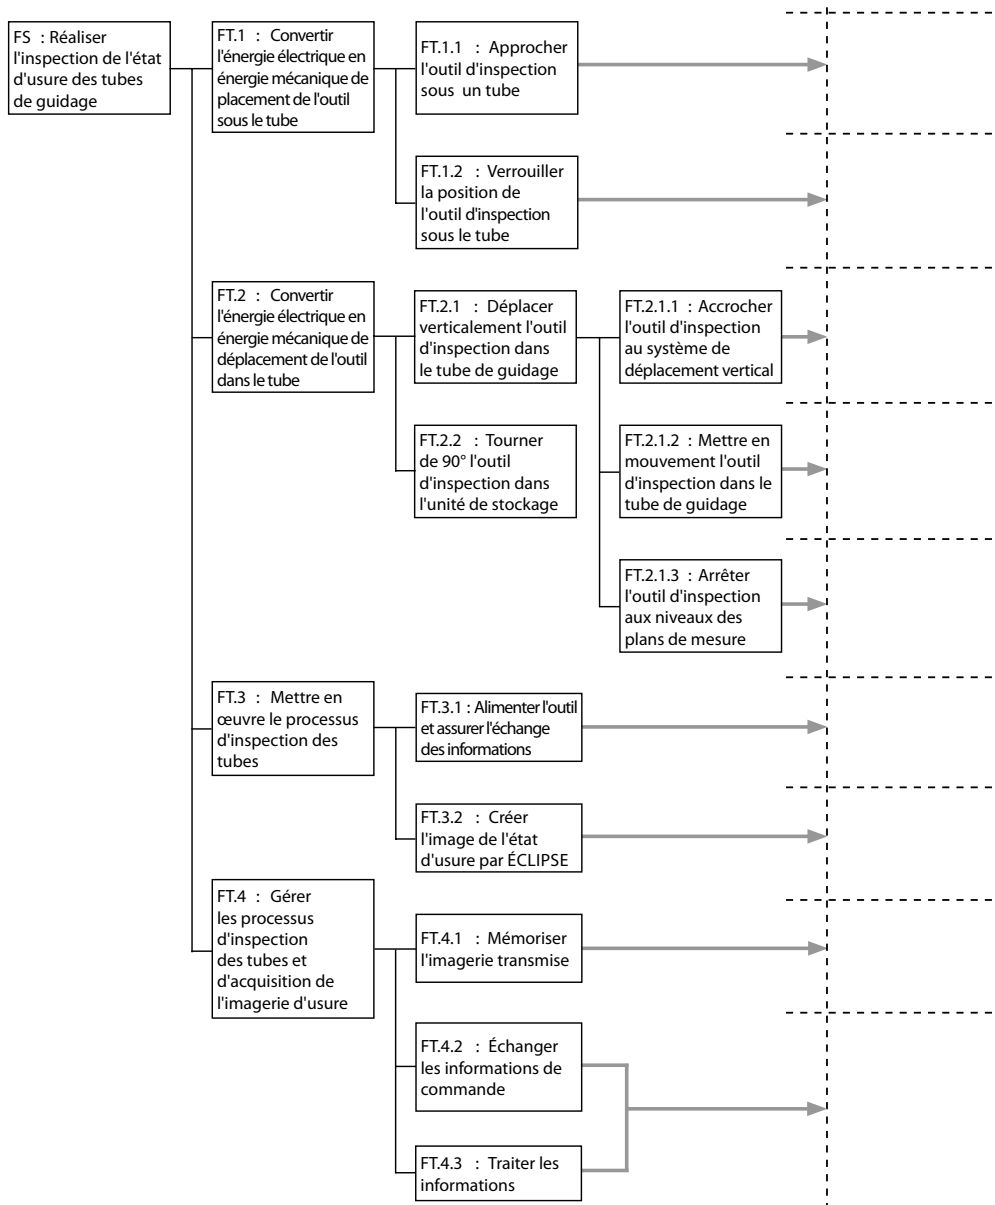 FS : Réaliser
l'inspection de l'état
d'usure des tubes
de guidage
FT.1 : Convertir
l'énergie électrique en
énergie mécanique de
placement de l'outil
sous le tube
FT.1.1 : Approcher
l'outil d'inspection
sous un tube
FT.1.2 : Verrouiller
la position de
l'outil d'inspection
sous le tube
FT.2 : Convertir
l'énergie électrique en
énergie mécanique de
déplacement de l'outil
dans le tube
FT.2.1 : Déplacer
verticalement l'outil
d'inspection dans
le tube de guidage
FT.2.1.1 : Accrocher
l'outil d'inspection
au système de
déplacement vertical
FT.2.2 : Tourner
de 90° l'outil
d'inspection dans
l'unité de stockage
FT.2.1.2 : Mettre en
mouvement l'outil
d'inspection dans le
tube de guidage
FT.2.1.3 : Arrêter
l'outil d'inspection
aux niveaux des
plans de mesure
FT.3 : Mettre en
œuvre le processus
d'inspection des
tubes
FT.3.1 : Alimenter l'outil
et assurer l'échange
des informations
FT.3.2 : Créer
l'image de l'état
d'usure par ÉCLIPSE
FT.4 : Gérer
les processus
d'inspection
des tubes et
d'acquisition de
l'imagerie d'usure
FT.4.1 : Mémoriser
l'imagerie transmise
FT.4.2 : Échanger
les informations de
commande
FT.4.3 : Traiter les
informations